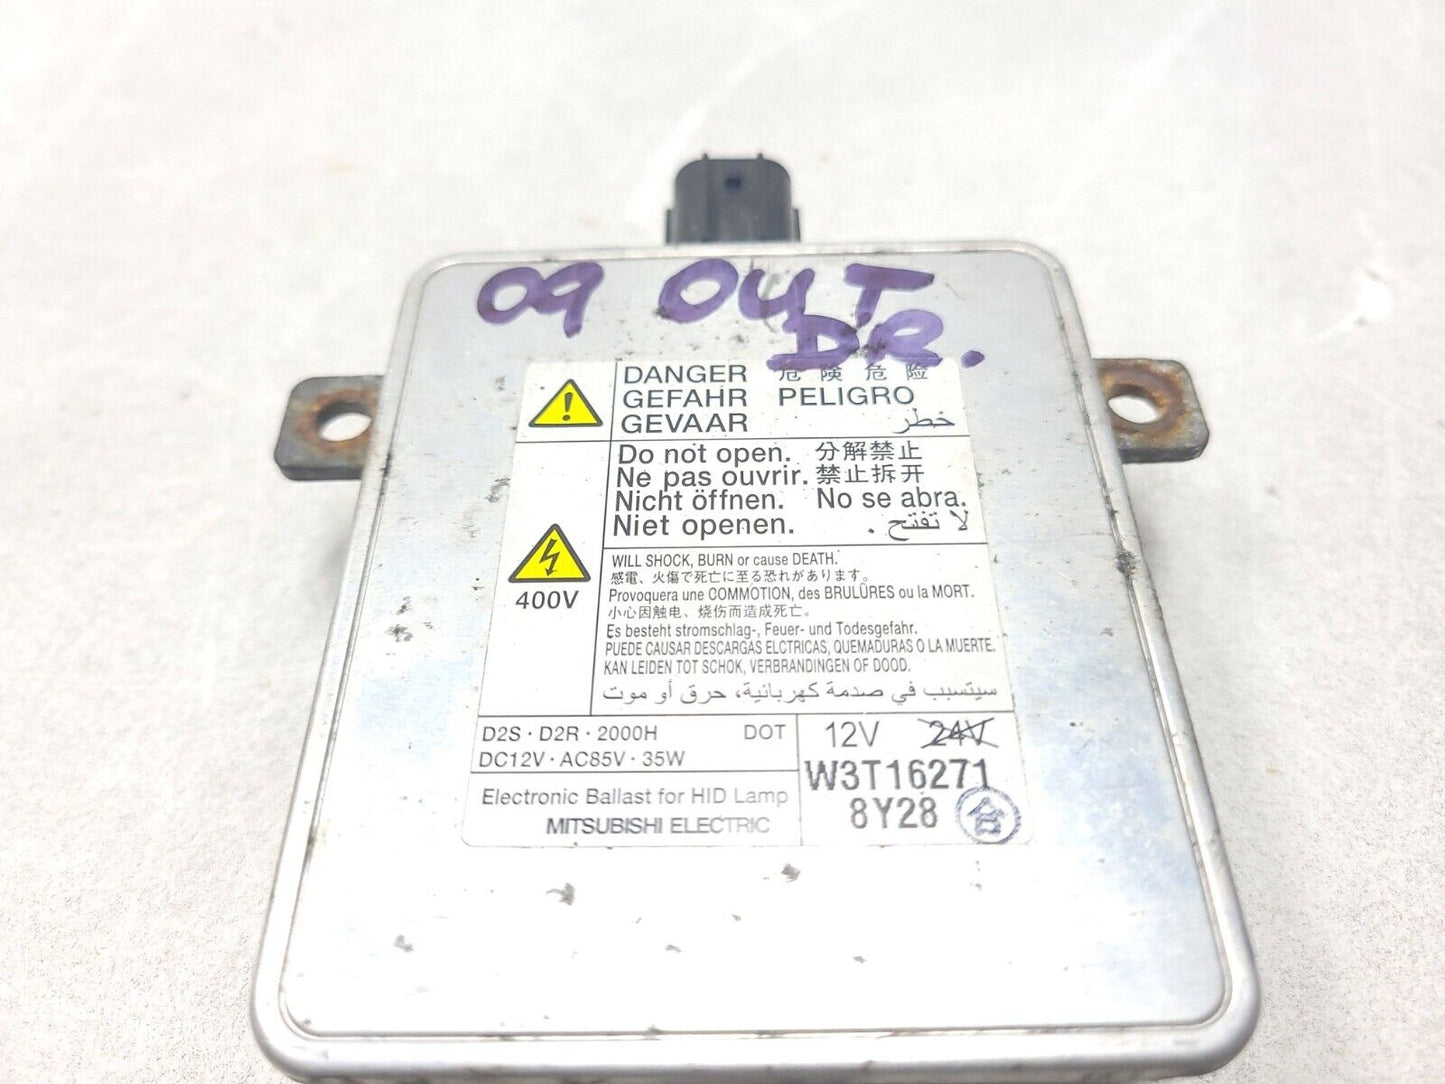 09 OUT
DR.
DANGER 危険危险
GEFAHR PELIGRO
GEVAAR خطر
Do not open. 分解禁止
Ne pas ouvrir. 禁止拆开
Nicht öffnen. No se abra.
Niet openen. لا تفتح .
400V
WILL SHOCK, BURN or cause DEATH.
感電、火傷で死亡に至る恐れがあります。
Provoquera une COMMOTION, des BRULÛRES ou la MORT.
小心因触电、烧伤而造成死亡。
Es besteht stromschlag-, Feuer- und Todesgefahr.
PUEDE CAUSAR DESCARGAS ELCTRICAS, QUEMADURAS O LA MUERTE.
KAN LEIDEN TOT SCHOK, VERBRANDINGEN OF DOOD.
سيتسبب في صدمة كهربائية، حرق أو موت
D2S · D2R · 2000H DOT
DC12V · AC85V · 35W
12V 24V
W3T16271
8Y28 台
Electronic Ballast for HID Lamp
MITSUBISHI ELECTRIC